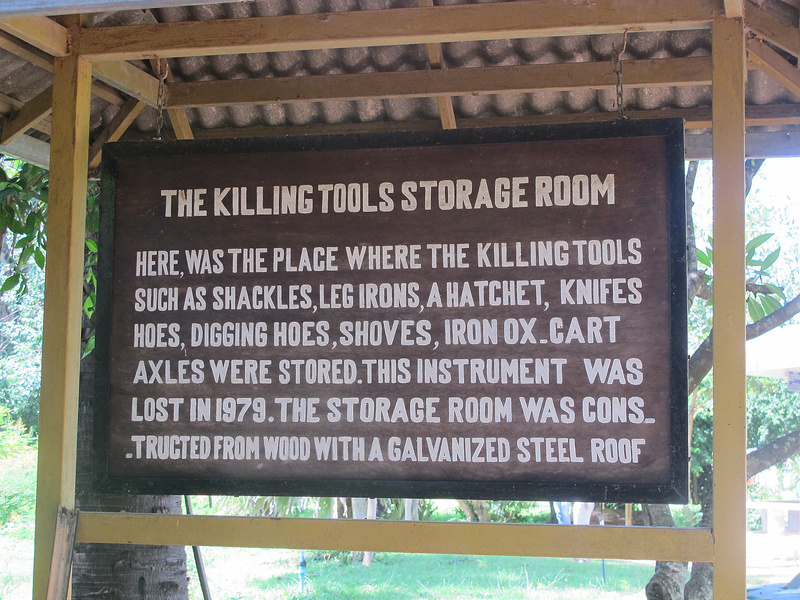 THE KILLING TOOLS STORAGE ROOM
HERE, WAS THE PLACE WHERE THE KILLING TOOLS
SUCH AS SHACKLES, LEG IRONS, A HATCHET, KNIFES
HOES, DIGGING HOES, SHOVES, IRON OX_CART
AXLES WERE STORED. THIS INSTRUMENT WAS
LOST IN 1979. THE STORAGE ROOM WAS CONS_
_TRUCTED FROM WOOD WITH A GALVANIZED STEEL ROOF